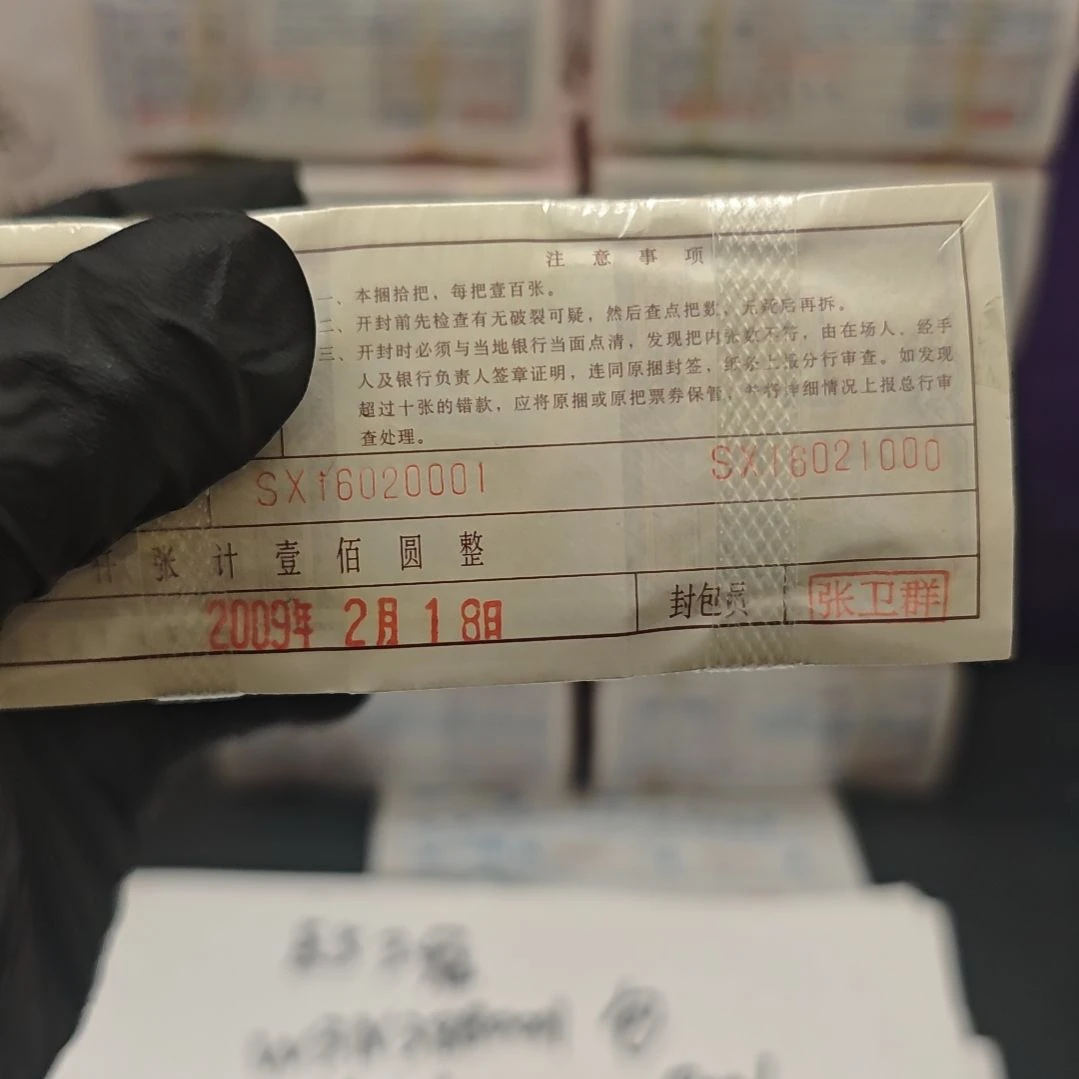 注意事项
一、本捆拾把，每把壹百张。
二、开封前先检查有无破裂可疑，然后查点把数，无讹后再拆。
三、开封时必须与当地银行当面点清，发现把内张数不符，由在场人、经手
人及银行负责人签章证明，连同原捆封签，纸条上报分行审查。如发现
超过十张的错款，应将原捆或原把票券保管，并将详细情况上报总行审
查处理。
SX16020001 SX16021000
仟张计壹佰圆整
2009年 2月18日 封包员 张卫群